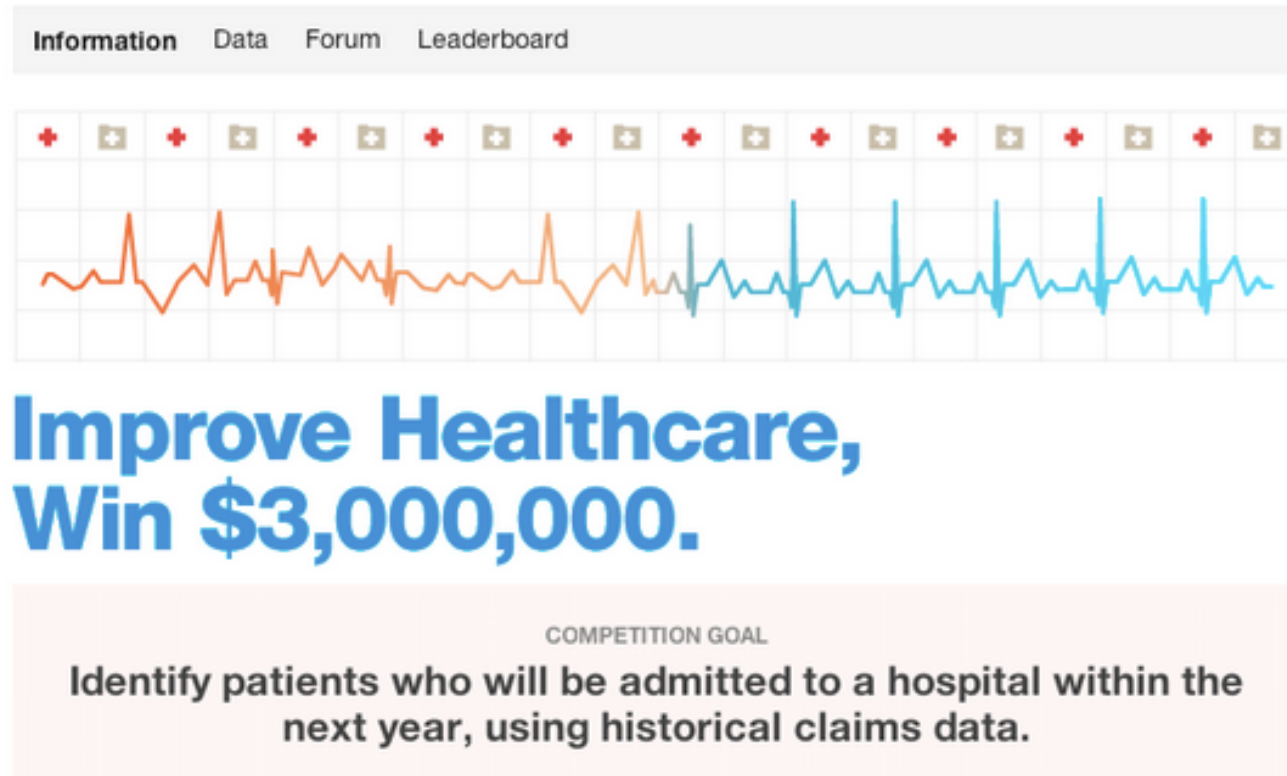 Information Data Forum Leaderboard
Improve Healthcare,
Win $3,000,000.
COMPETITION GOAL
Identify patients who will be admitted to a hospital within the
next year, using historical claims data.